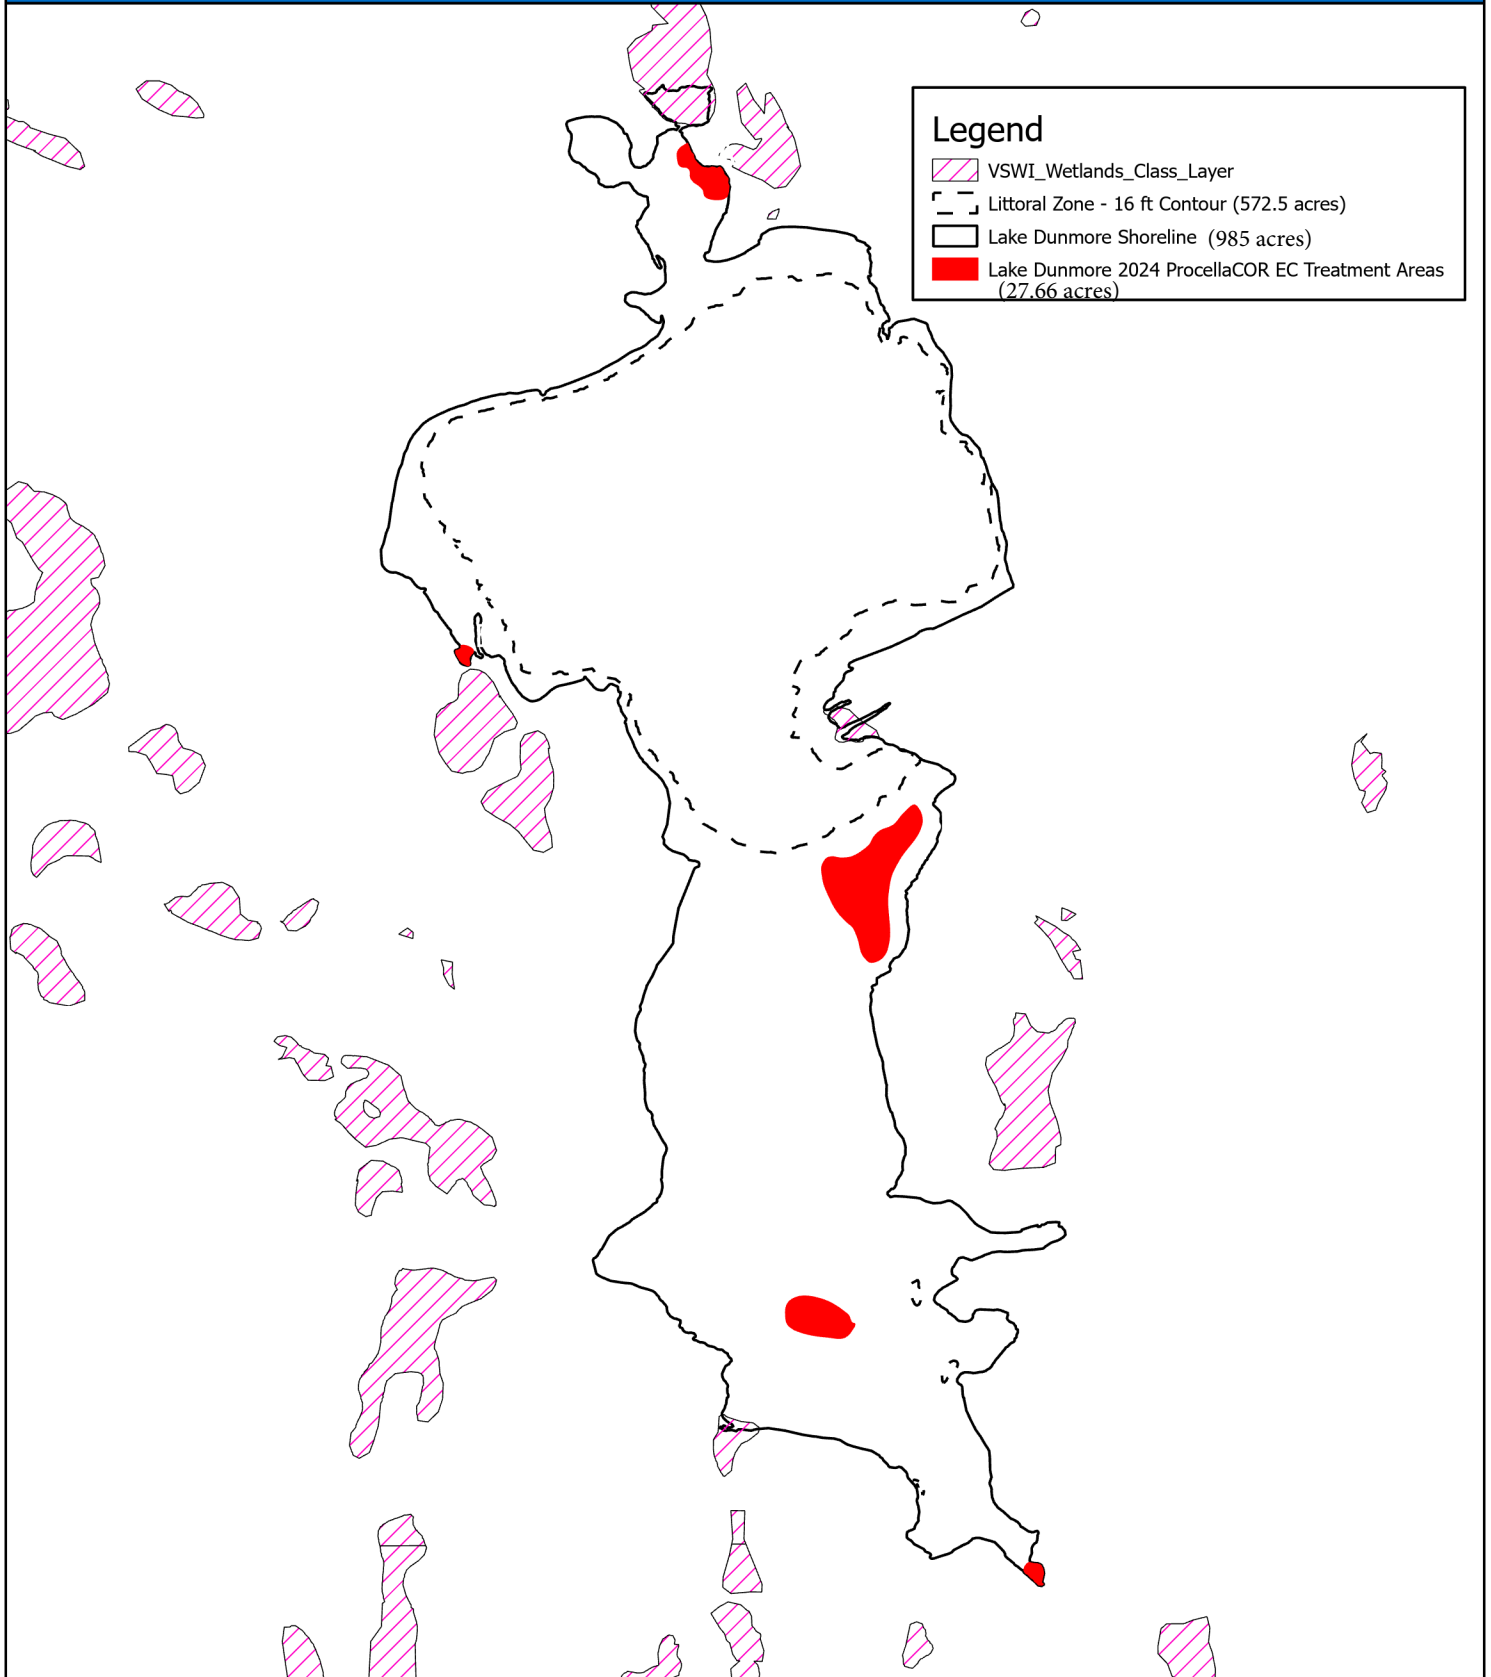 Legend
VSWI_Wetlands_Class_Layer
Littoral Zone - 16 ft Contour (572.5 acres)
Lake Dunmore Shoreline (985 acres)
Lake Dunmore 2024 ProcellaCOR EC Treatment Areas
(27.66 acres)